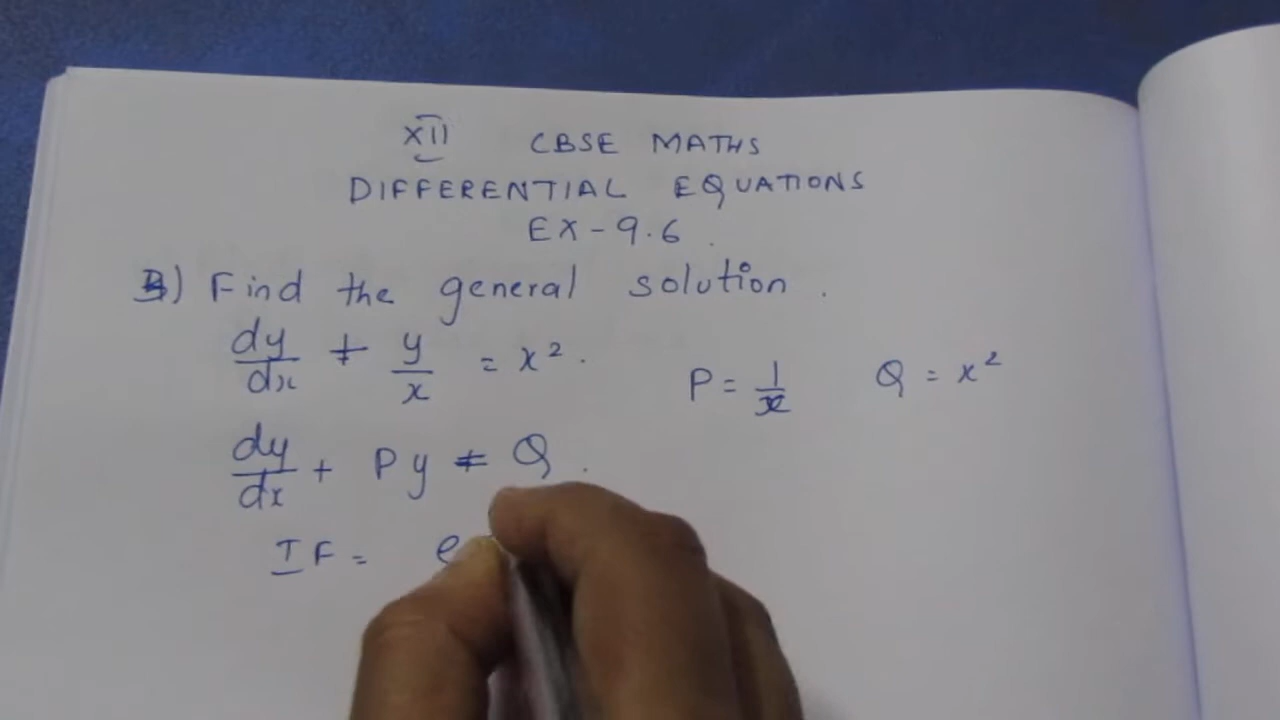 XII CBSE MATHS
DIFFERENTIAL EQUATIONS
EX-9.6
3) Find the general solution.
dy/dx + y/x = x². P = 1/x Q = x²
dy/dx + Py = Q.
IF = e